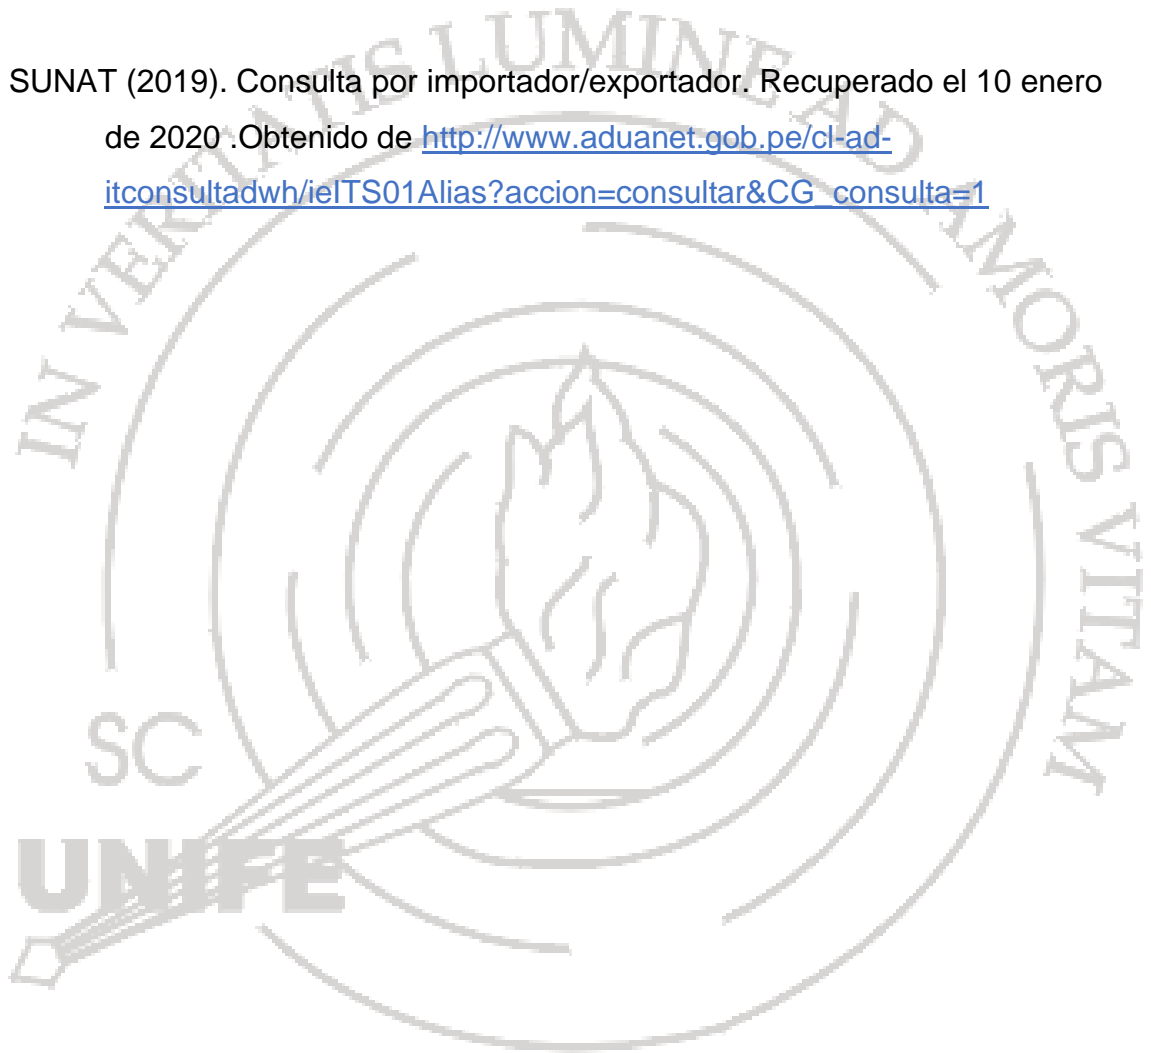 SUNAT (2019). Consulta por importador/exportador. Recuperado el 10 enero
de 2020 .Obtenido de http://www.aduanet.gob.pe/cl-ad-
itconsultadwh/ieITS01Alias?accion=consultar&CG_consulta=1
IN VERITATIS LUMINE AD AMORIS VITAM
SC
UNIFE